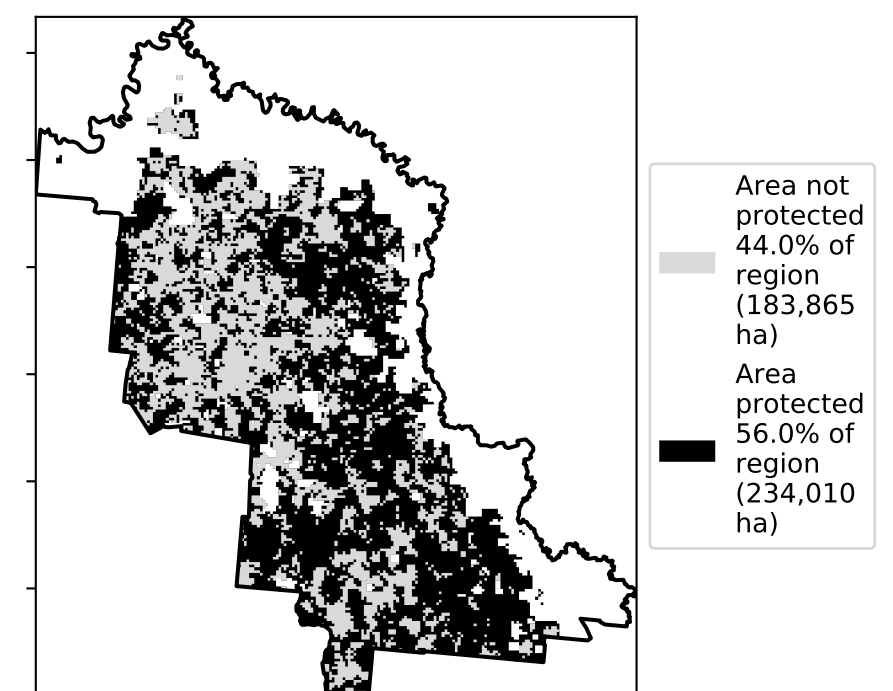 Area not
protected
44.0% of
region
(183,865
ha)
Area
protected
56.0% of
region
(234,010
ha)